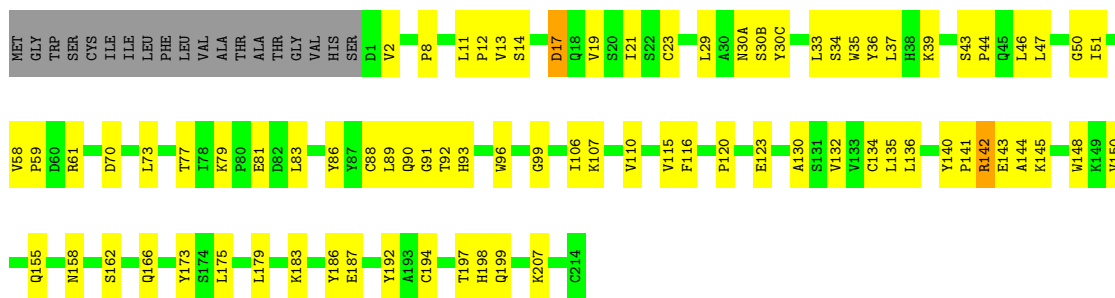 MET GLY TRP SER CYS ILE ILE LEU PHE LEU VAL ALA THR ALA THR GLY VAL HIS SER D1 V2 P8 L11 P12 V13 S14 D17 Q18 V19 S20 I21 S22 C23 L29 A30 N30A S30B Y30C L33 S34 W35 Y36 L37 H38 K39 S43 P44 Q45 L46 L47 G50 I51
V58 P59 D60 R61 D70 L73 T77 I78 K79 P80 E81 D82 L83 Y86 Y87 C88 L89 Q90 G91 T92 H93 W96 G99 I106 K107 V110 V115 F116 P120 E123 A130 S131 V132 V133 C134 L135 L136 Y140 P141 R142 E143 A144 K145 W148 K149 V150
Q155 N158 S162 Q166 Y173 S174 L175 L179 K183 Y186 E187 Y192 A193 C194 T197 H198 Q199 K207 C214